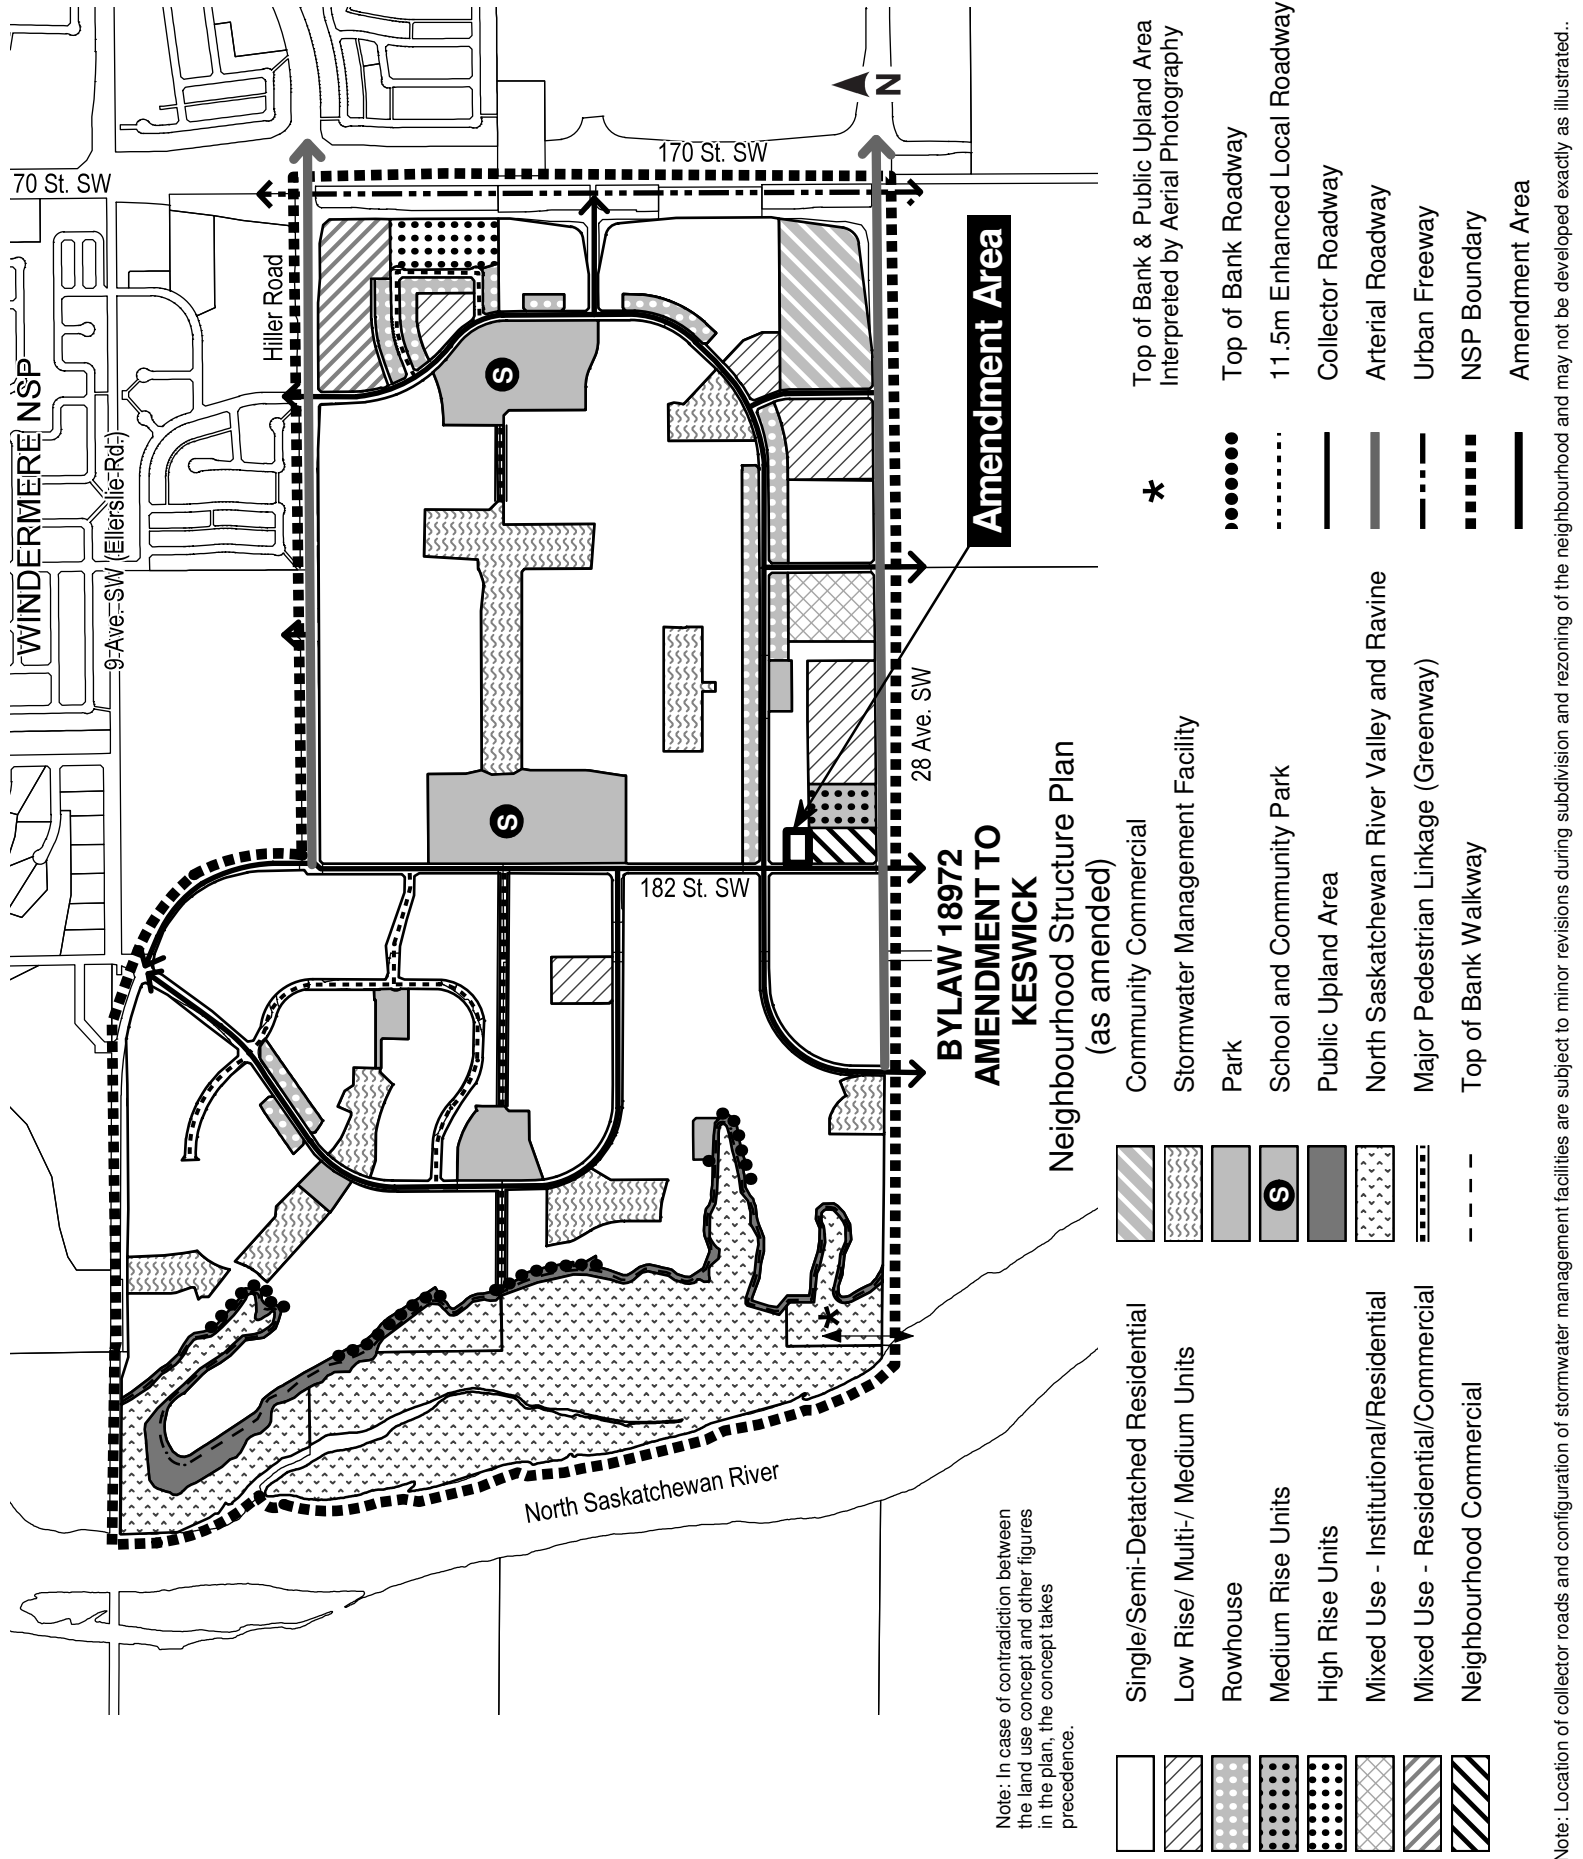 WINDERMERE NSP
9 Ave. SW (Ellerslie Rd.)
70 St. SW
Hiller Road
170 St. SW
N
S
S
Amendment Area
28 Ave. SW
182 St. SW
North Saskatchewan River
BYLAW 18972
AMENDMENT TO
KESWICK
Neighbourhood Structure Plan
(as amended)
Note: In case of contradiction between
the land use concept and other figures
in the plan, the concept takes
precedence.
Single/Semi-Detatched Residential
Low Rise/ Multi-/ Medium Units
Rowhouse
Medium Rise Units
High Rise Units
Mixed Use - Institutional/Residential
Mixed Use - Residential/Commercial
Neighbourhood Commercial
Community Commercial
Stormwater Management Facility
Park
S
School and Community Park
Public Upland Area
North Saskatchewan River Valley and Ravine
Major Pedestrian Linkage (Greenway)
Top of Bank Walkway
Top of Bank & Public Upland Area
Interpreted by Aerial Photography
Top of Bank Roadway
11.5m Enhanced Local Roadway
Collector Roadway
Arterial Roadway
Urban Freeway
NSP Boundary
Amendment Area
Note: Location of collector roads and configuration of stormwater management facilities are subject to minor revisions during subdivision and rezoning of the neighbourhood and may not be developed exactly as illustrated..